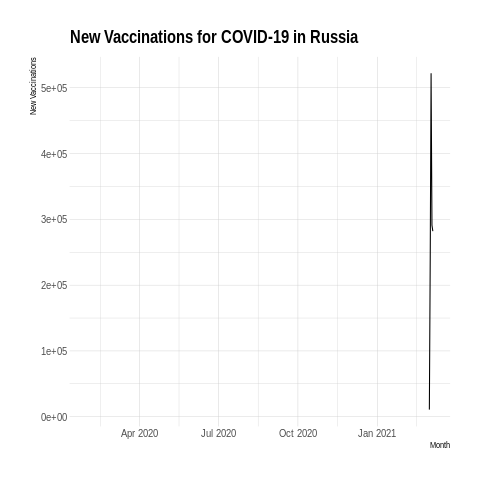 New Vaccinations for COVID-19 in Russia
New Vaccinations
5e+05
4e+05
3e+05
2e+05
1e+05
0e+00
Apr 2020 Jul 2020 Oct 2020 Jan 2021
Month